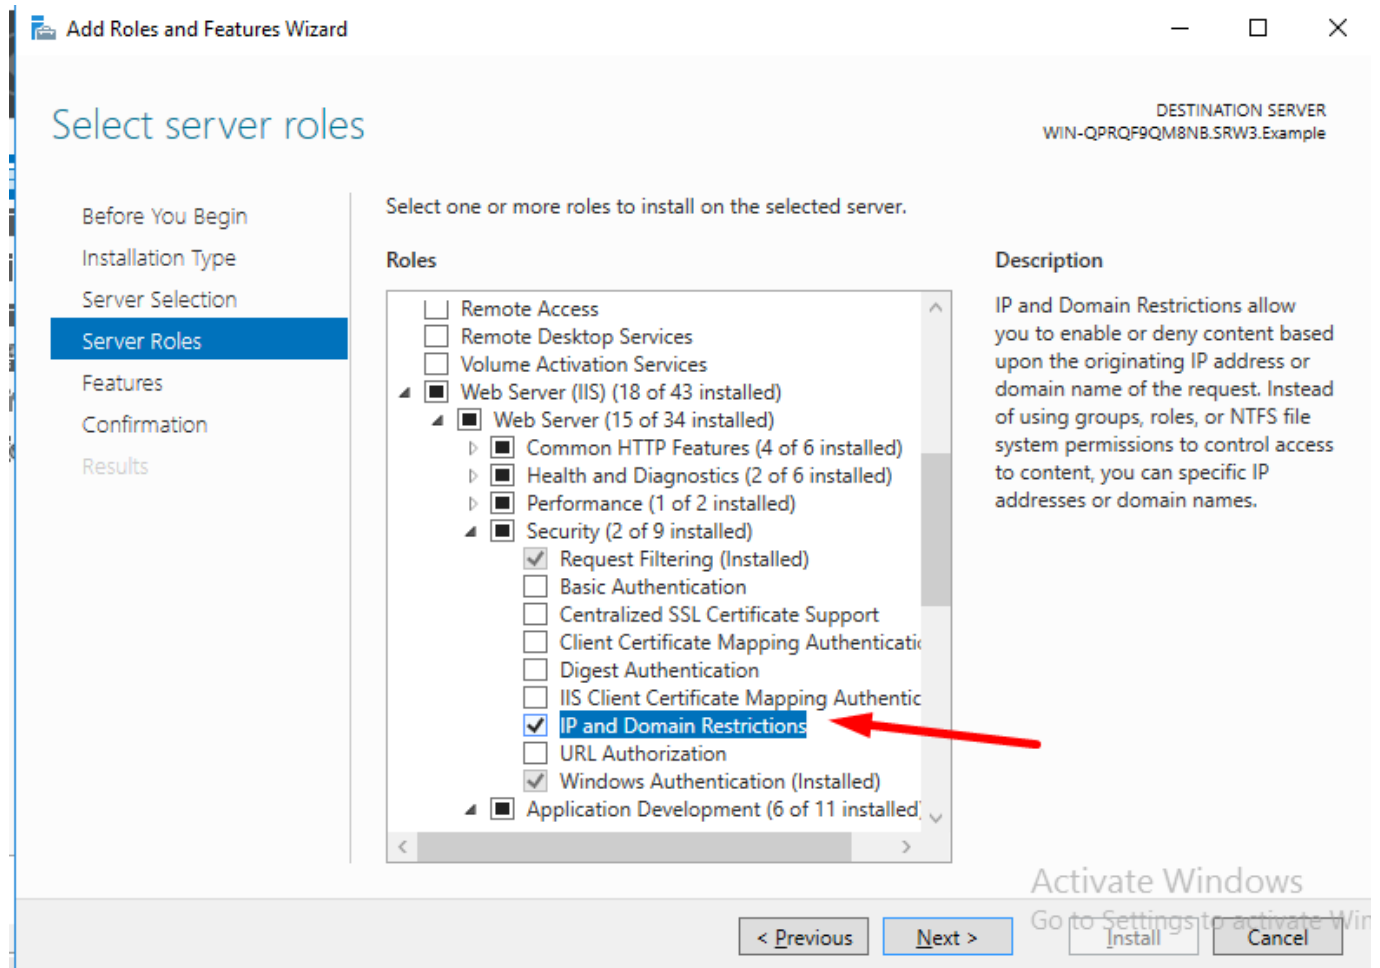 Add Roles and Features Wizard
Select server roles
DESTINATION SERVER
WIN-QPRQF9QM8NB.SRW3.Example
Before You Begin
Installation Type
Server Selection
Server Roles
Features
Confirmation
Results
Select one or more roles to install on the selected server.
Roles
Remote Access
Remote Desktop Services
Volume Activation Services
Web Server (IIS) (18 of 43 installed)
Web Server (15 of 34 installed)
Common HTTP Features (4 of 6 installed)
Health and Diagnostics (2 of 6 installed)
Performance (1 of 2 installed)
Security (2 of 9 installed)
Request Filtering (Installed)
Basic Authentication
Centralized SSL Certificate Support
Client Certificate Mapping Authenticatic
Digest Authentication
IIS Client Certificate Mapping Authentic
IP and Domain Restrictions
URL Authorization
Windows Authentication (Installed)
Application Development (6 of 11 installed)
Description
IP and Domain Restrictions allow
you to enable or deny content based
upon the originating IP address or
domain name of the request. Instead
of using groups, roles, or NTFS file
system permissions to control access
to content, you can specific IP
addresses or domain names.
Activate Windows
Go to Settings to activate Win
< Previous
Next >
Install
Cancel